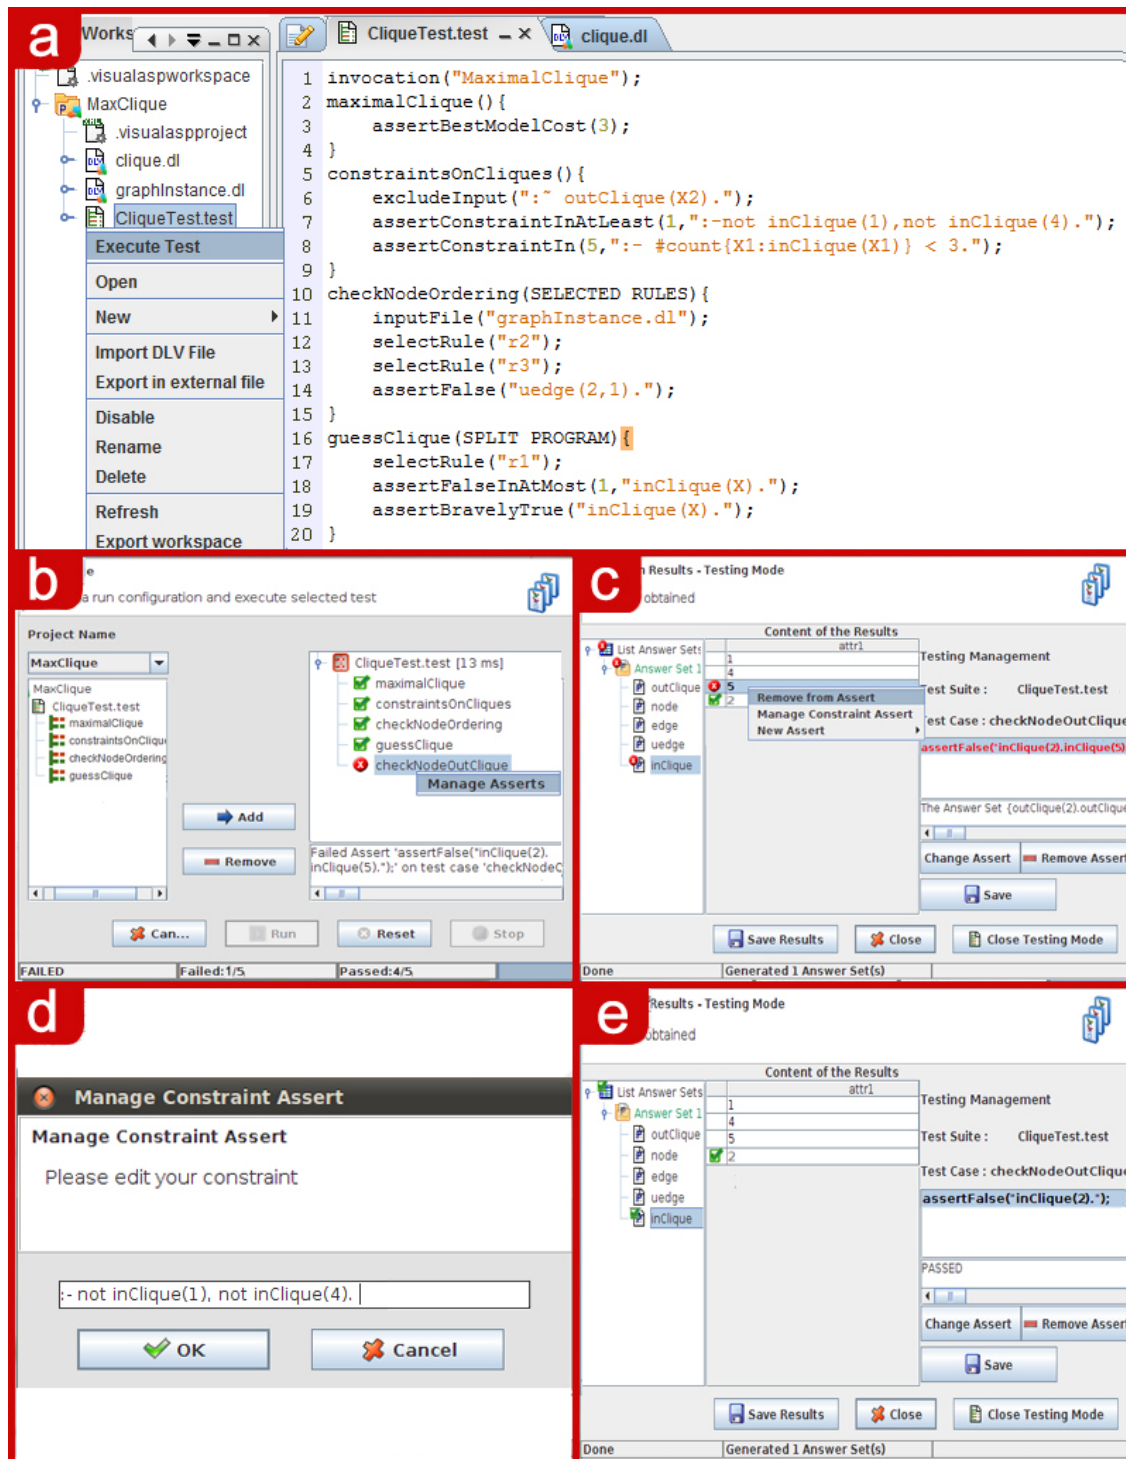 a
Works
CliqueTest.test
clique.dl
.visualaspworkspace
MaxClique
.visualaspproject
clique.dl
graphInstance.dl
CliqueTest.test
Execute Test
Open
New
Import DLV File
Export in external file
Disable
Rename
Delete
Refresh
Export workspace
1 invocation("MaximalClique");
2 maximalClique(){
3 assertBestModelCost(3);
4 }
5 constraintsOnCliques(){
6 excludeInput(":~ outClique(X2).");
7 assertConstraintInAtLeast(1,":-not inClique(1),not inClique(4).");
8 assertConstraintIn(5,":- #count{X1:inClique(X1)} < 3.");
9 }
10 checkNodeOrdering(SELECTED RULES){
11 inputFile("graphInstance.dl");
12 selectRule("r2");
13 selectRule("r3");
14 assertFalse("uedge(2,1).");
15 }
16 guessClique(SPLIT PROGRAM){
17 selectRule("r1");
18 assertFalseInAtMost(1,"inClique(X).");
19 assertBravelyTrue("inClique(X).");
20 }
b
e
a run configuration and execute selected test
Project Name
MaxClique
MaxClique
CliqueTest.test
maximalClique
constraintsOnClique
checkNodeOrdering
guessClique
Add
Remove
CliqueTest.test [13 ms]
maximalClique
constraintsOnCliques
checkNodeOrdering
guessClique
checkNodeOutClique
Manage Asserts
Failed Assert 'assertFalse("inClique(2).
inClique(5).");' on test case 'checkNodeC
Can...
Run
Reset
Stop
FAILED
Failed:1/5
Passed:4/5
c
Results - Testing Mode
obtained
Content of the Results
List Answer Sets
Answer Set 1
outClique
node
edge
uedge
inClique
attr1
1
4
5
2
Remove from Assert
Manage Constraint Assert
New Assert
Testing Management
Test Suite : CliqueTest.test
Test Case : checkNodeOutClique
assertFalse("inClique(2).inClique(5)
The Answer Set {outClique(2).outClique
Change Assert
Remove Assert
Save
Save Results
Close
Close Testing Mode
Done
Generated 1 Answer Set(s)
d
Manage Constraint Assert
Manage Constraint Assert
Please edit your constraint
:- not inClique(1), not inClique(4).
OK
Cancel
e
Results - Testing Mode
obtained
Content of the Results
List Answer Sets
Answer Set 1
outClique
node
edge
uedge
inClique
attr1
1
4
5
2
Testing Management
Test Suite : CliqueTest.test
Test Case : checkNodeOutClique
assertFalse("inClique(2).");
PASSED
Change Assert
Remove Assert
Save
Save Results
Close
Close Testing Mode
Done
Generated 1 Answer Set(s)